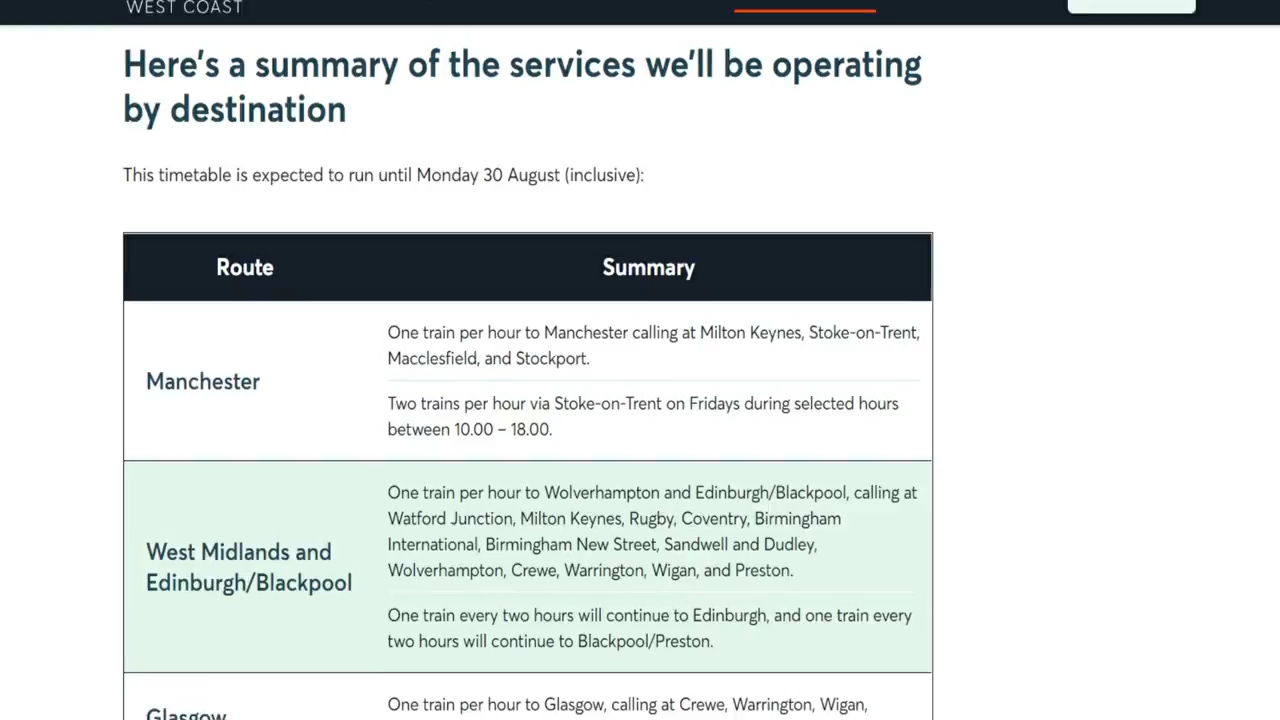 WEST COAST
Here's a summary of the services we'll be operating
by destination
This timetable is expected to run until Monday 30 August (inclusive):
Route
Summary
Manchester
One train per hour to Manchester calling at Milton Keynes, Stoke-on-Trent,
Macclesfield, and Stockport.
Two trains per hour via Stoke-on-Trent on Fridays during selected hours
between 10.00 – 18.00.
West Midlands and
Edinburgh/Blackpool
One train per hour to Wolverhampton and Edinburgh/Blackpool, calling at
Watford Junction, Milton Keynes, Rugby, Coventry, Birmingham
International, Birmingham New Street, Sandwell and Dudley,
Wolverhampton, Crewe, Warrington, Wigan, and Preston.
One train every two hours will continue to Edinburgh, and one train every
two hours will continue to Blackpool/Preston.
Glasgow
One train per hour to Glasgow, calling at Crewe, Warrington, Wigan,